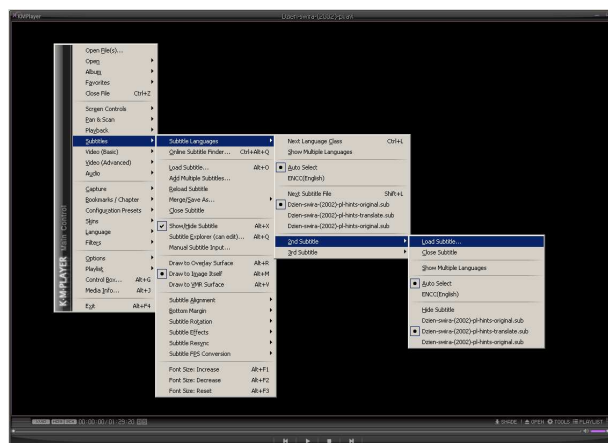 KMPlayer
Dzien-swira-(2002)-pl.avi
K-M-PLAYER Main Control
Open File(s)...
Open
Album
Favorites
Close File Ctrl+Z
Screen Controls
Pan & Scan
Playback
Subtitles
Video (Basic)
Video (Advanced)
Audio
Capture
Bookmarks / Chapter
Configuration Presets
Skins
Language
Filters
Options
Playlist
Control Box... Alt+G
Media Info... Alt+J
Exit Alt+F4
Subtitle Languages
Online Subtitle Finder... Ctrl+Alt+Q
Load Subtitle... Alt+O
Add Multiple Subtitles...
Reload Subtitle
Merge/Save As...
Close Subtitle
Show/Hide Subtitle Alt+X
Subtitle Explorer (can edit)... Alt+Q
Manual Subtitle Input...
Draw to Overlay Surface Alt+R
Draw to Image Itself Alt+M
Draw to VMR Surface Alt+V
Subtitle Alignment
Bottom Margin
Subtitle Rotation
Subtitle Effects
Subtitle Resync
Subtitle FPS Conversion
Font Size: Increase Alt+F1
Font Size: Decrease Alt+F2
Font Size: Reset Alt+F3
Next Language Class Ctrl+L
Show Multiple Languages
Auto Select
ENCC(English)
Next Subtitle File Shift+L
Dzien-swira-(2002)-pl-hints-original.sub
Dzien-swira-(2002)-pl-hints-translate.sub
Dzien-swira-(2002)-pl-hints-original.sub
2nd Subtitle
3rd Subtitle
Load Subtitle...
Close Subtitle
Show Multiple Languages
Auto Select
ENCC(English)
Hide Subtitle
Dzien-swira-(2002)-pl-hints-original.sub
Dzien-swira-(2002)-pl-hints-translate.sub
Dzien-swira-(2002)-pl-hints-original.sub
00:00:00/01:29:20
SHADE OPEN TOOLS PLAYLIST